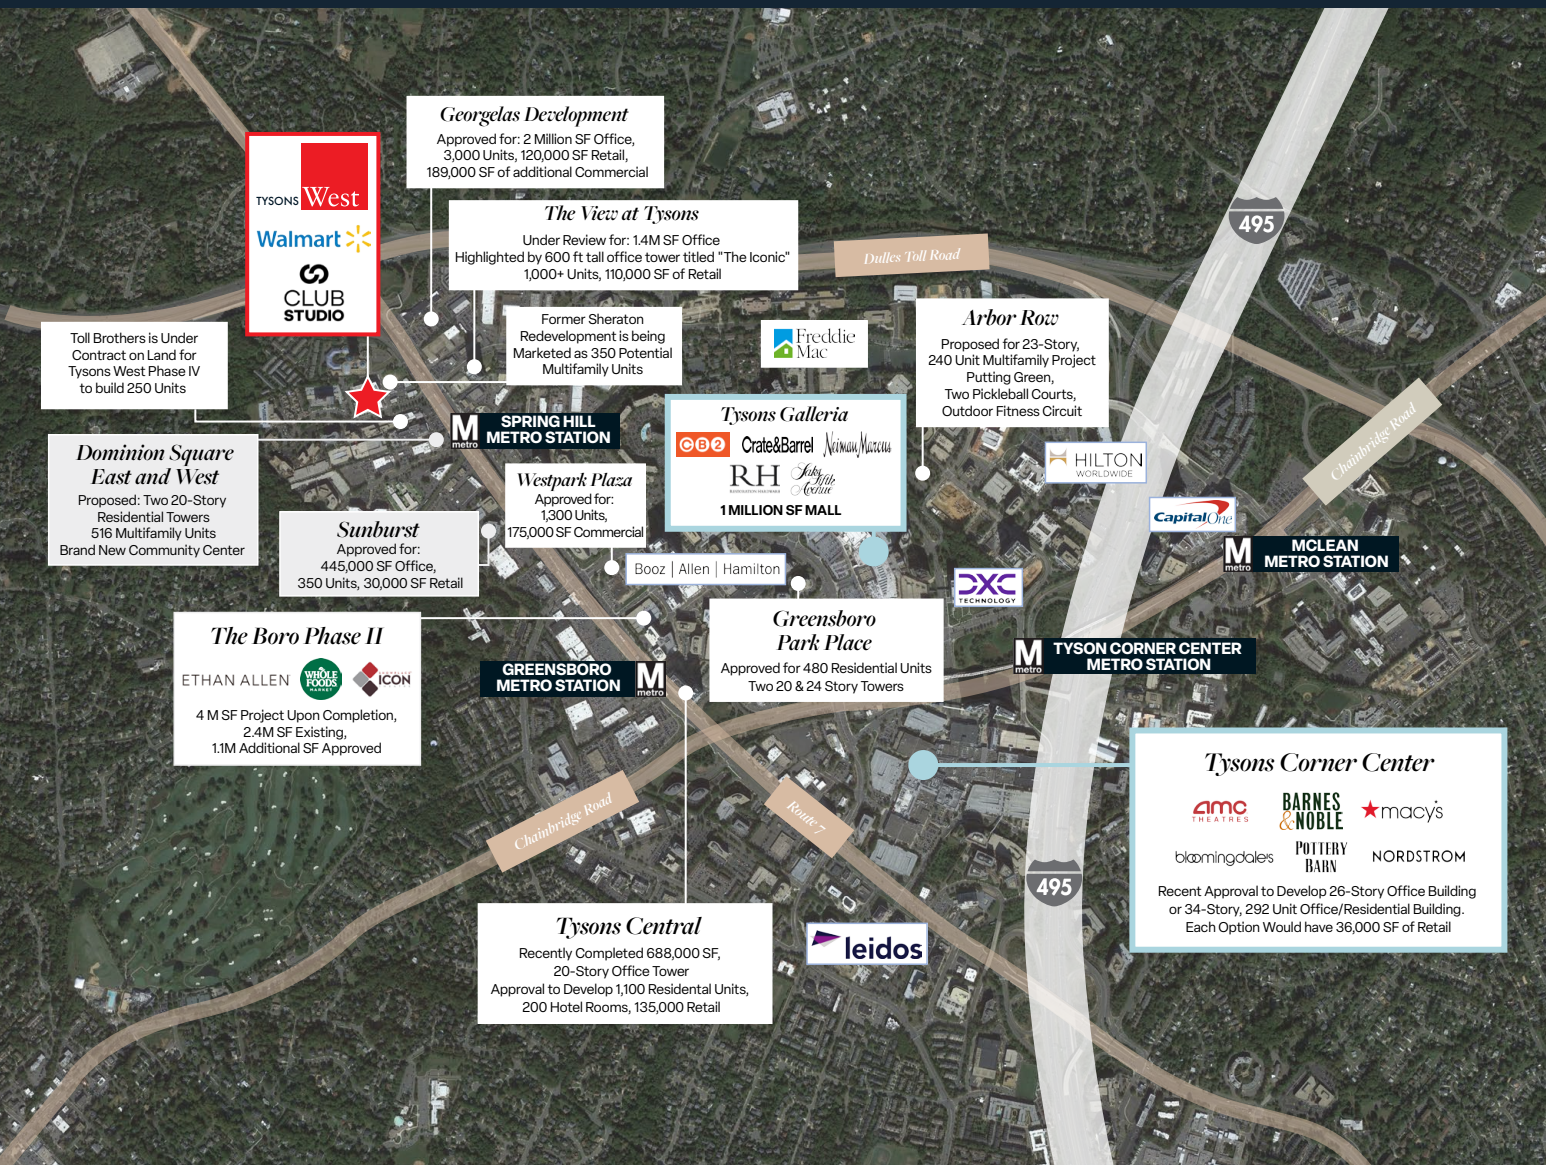 Georgelas Development
Approved for: 2 Million SF Office,
3,000 Units, 120,000 SF Retail,
189,000 SF of additional Commercial
TYSONS West
Walmart
CLUB
STUDIO
The View at Tysons
Under Review for: 1.4M SF Office
Highlighted by 600 ft tall office tower titled "The Iconic"
1,000+ Units, 110,000 SF of Retail
495
Dulles Toll Road
Former Sheraton
Redevelopment is being
Marketed as 350 Potential
Multifamily Units
Freddie
Mac
Arbor Row
Proposed for 23-Story,
240 Unit Multifamily Project
Putting Green,
Two Pickleball Courts,
Outdoor Fitness Circuit
Toll Brothers is Under
Contract on Land for
Tysons West Phase IV
to build 250 Units
M
metro
SPRING HILL
METRO STATION
Tysons Galleria
CB2
Crate&Barrel
Neiman Marcus
RH
Saks
Fifth
Avenue
1 MILLION SF MALL
Chainbridge Road
Dominion Square
East and West
Proposed: Two 20-Story
Residential Towers
516 Multifamily Units
Brand New Community Center
HILTON
WORLDWIDE
Westpark Plaza
Approved for:
1,300 Units,
175,000 SF Commercial
Capital One
Sunburst
Approved for:
445,000 SF Office,
350 Units, 30,000 SF Retail
M
metro
MCLEAN
METRO STATION
Booz | Allen | Hamilton
DXC
TECHNOLOGY
Greensboro
Park Place
Approved for 480 Residential Units
Two 20 & 24 Story Towers
The Boro Phase II
ETHAN ALLEN
WHOLE
FOODS
MARKET
ICON
4 M SF Project Upon Completion,
2.4M SF Existing,
1.1M Additional SF Approved
GREENSBORO
METRO STATION
M
metro
M
metro
TYSON CORNER CENTER
METRO STATION
Tysons Corner Center
amc
THEATRES
BARNES
&NOBLE
macy's
bloomingdale's
POTTERY
BARN
NORDSTROM
Recent Approval to Develop 26-Story Office Building
or 34-Story, 292 Unit Office/Residential Building.
Each Option Would have 36,000 SF of Retail
Chainbridge Road
Route 7
495
Tysons Central
Recently Completed 688,000 SF,
20-Story Office Tower
Approval to Develop 1,100 Residental Units,
200 Hotel Rooms, 135,000 Retail
leidos